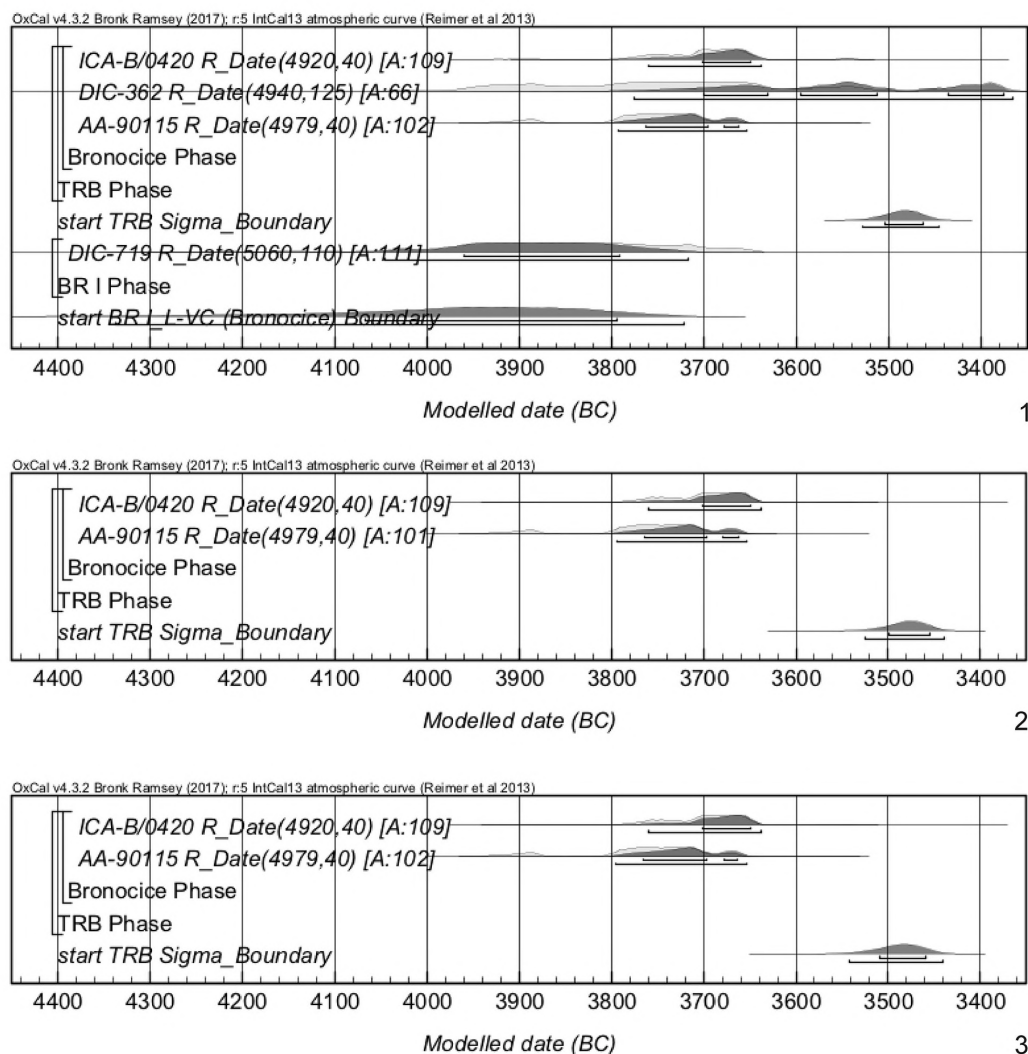 OxCal v4.3.2 Bronk Ramsey (2017); r:5 IntCal13 atmospheric curve (Reimer et al 2013)
ICA-B/0420 R_Date(4920,40) [A:109]
DIC-362 R_Date(4940,125) [A:66]
AA-90115 R_Date(4979,40) [A:102]
Bronocice Phase
TRB Phase
start TRB Sigma_Boundary
DIC-719 R_Date(5060,110) [A:111]
BR I Phase
start BR I_L-VC (Bronocice) Boundary
4400 4300 4200 4100 4000 3900 3800 3700 3600 3500 3400
Modelled date (BC)
1
OxCal v4.3.2 Bronk Ramsey (2017); r:5 IntCal13 atmospheric curve (Reimer et al 2013)
ICA-B/0420 R_Date(4920,40) [A:109]
AA-90115 R_Date(4979,40) [A:101]
Bronocice Phase
TRB Phase
start TRB Sigma_Boundary
4400 4300 4200 4100 4000 3900 3800 3700 3600 3500 3400
Modelled date (BC)
2
OxCal v4.3.2 Bronk Ramsey (2017); r:5 IntCal13 atmospheric curve (Reimer et al 2013)
ICA-B/0420 R_Date(4920,40) [A:109]
AA-90115 R_Date(4979,40) [A:102]
Bronocice Phase
TRB Phase
start TRB Sigma_Boundary
4400 4300 4200 4100 4000 3900 3800 3700 3600 3500 3400
Modelled date (BC)
3